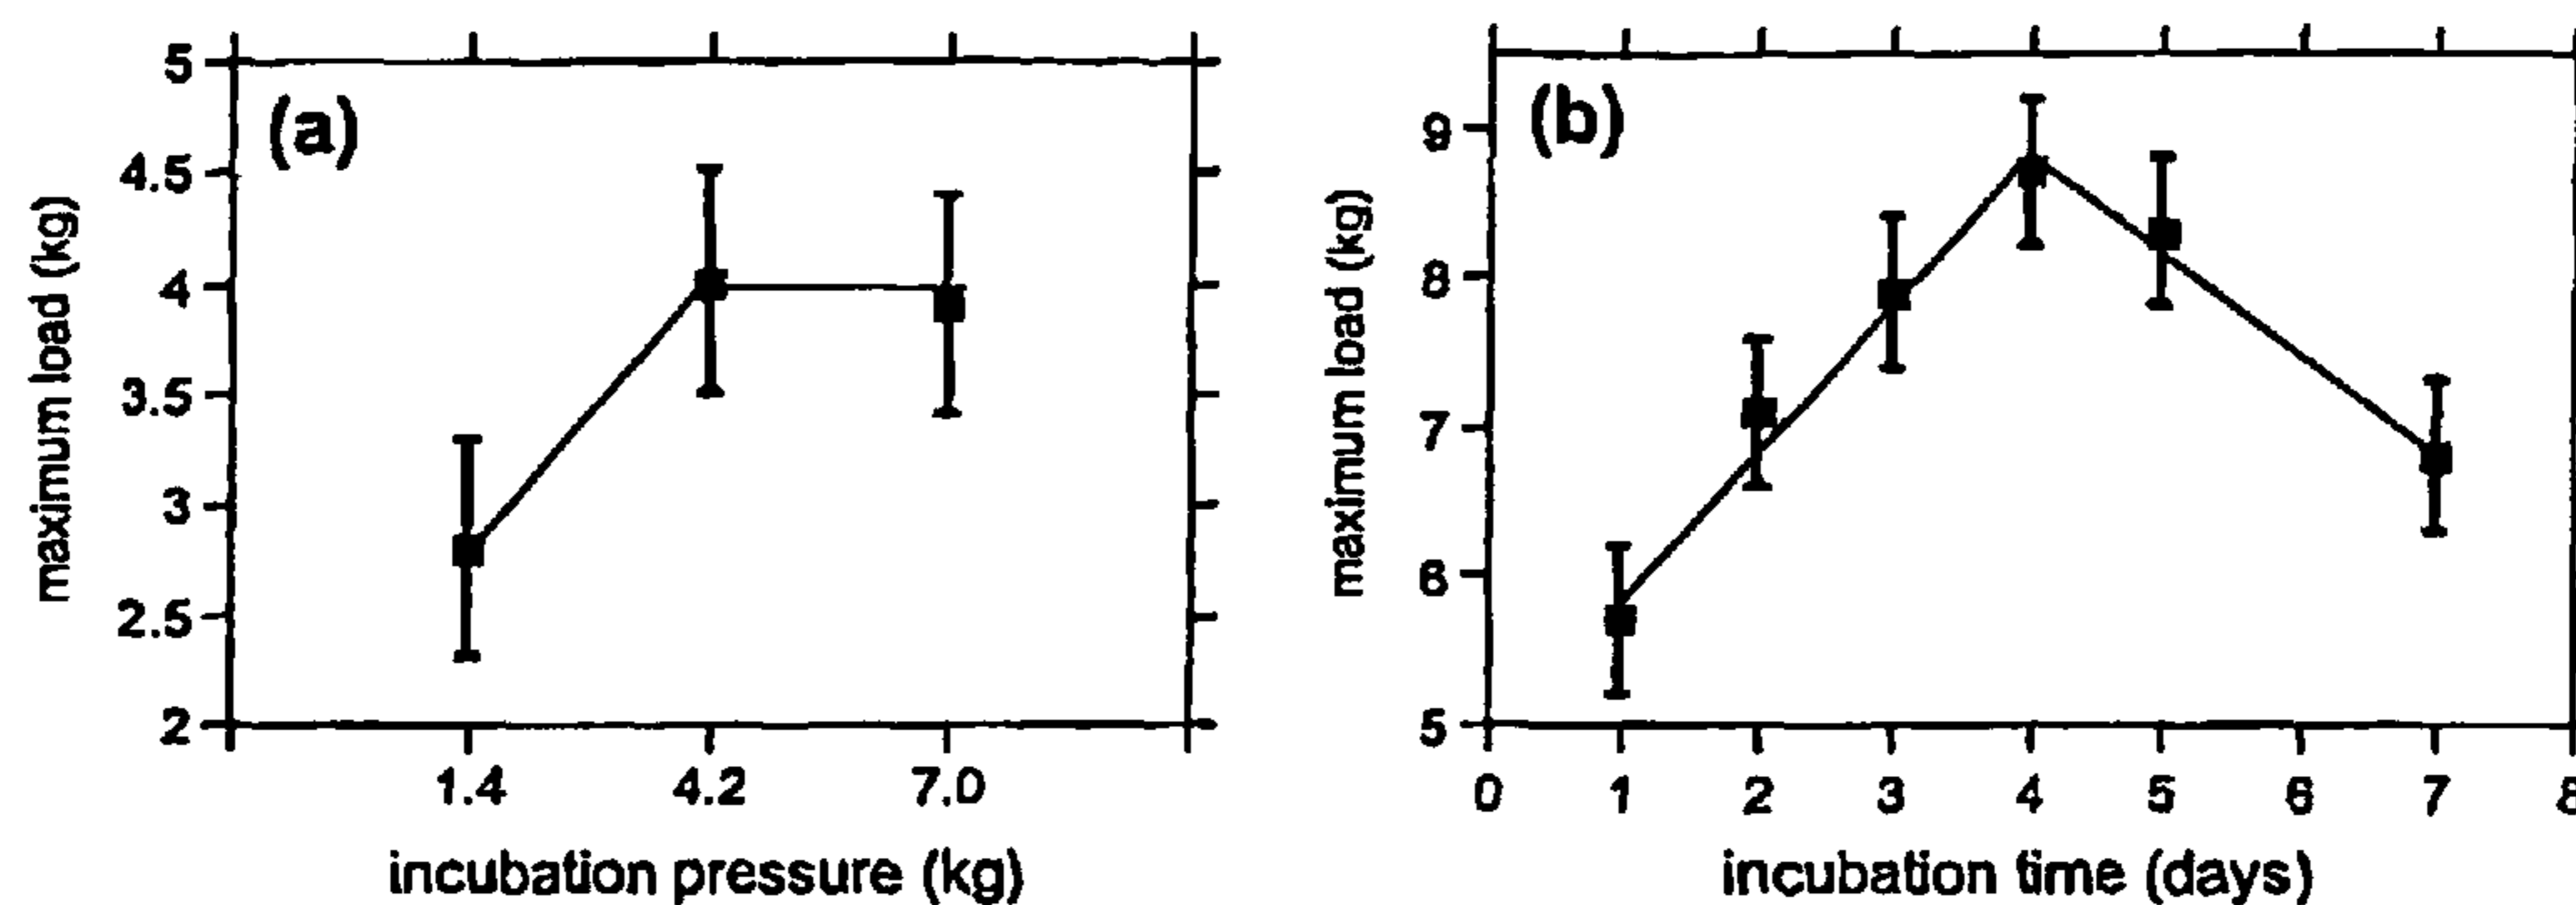 (a)
maximum load (kg)
5
4.5
4
3.5
3
2.5
2
1.4 4.2 7.0
incubation pressure (kg)
(b)
maximum load (kg)
9
8
7
6
5
0 1 2 3 4 5 6 7 8
incubation time (days)